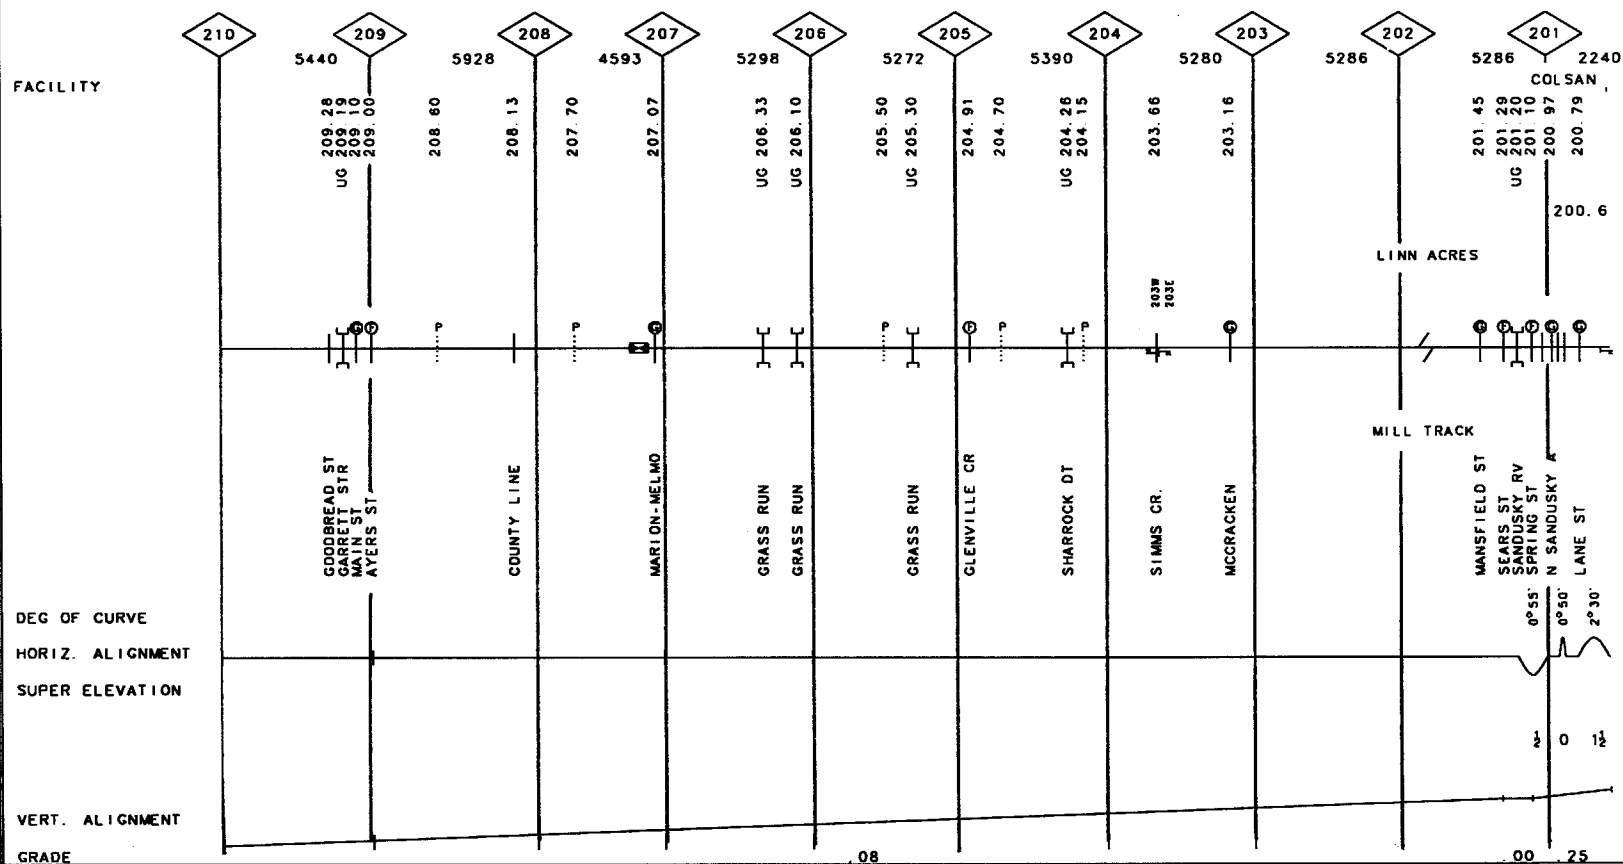 210 209 208 207 206 205 204 203 202 201
5440 5928 4593 5298 5272 5390 5280 5286 5286 2240
FACILITY
COLSAN
209.28
UG 209.19
209.10
209.00
208.60
208.13
207.70
207.07
UG 206.33
UG 206.10
205.50
UG 205.30
204.91
204.70
UG 204.26
204.15
203.66
203.16
201.45
201.29
UG 201.20
201.10
200.97
200.79
200.6
LINN ACRES
203W
203E
G F P P G P F P P G G F F G G
MILL TRACK
GOODBREAD ST
GARRETT STR
MAIN ST
AYERS ST
COUNTY LINE
MARION-MELMO
GRASS RUN
GRASS RUN
GRASS RUN
GLENVILLE CR
SHARROCK DT
SIMMS CR.
MCCRACKEN
MANSFIELD ST
SEARS ST
SANDUSKY RV
SPRING ST
N SANDUSKY A
LANE ST
DEG OF CURVE
0°55' 0°50' 2°30'
HORIZ. ALIGNMENT
SUPER ELEVATION
½ 0 1½
VERT. ALIGNMENT
GRADE
.08 .00 .25